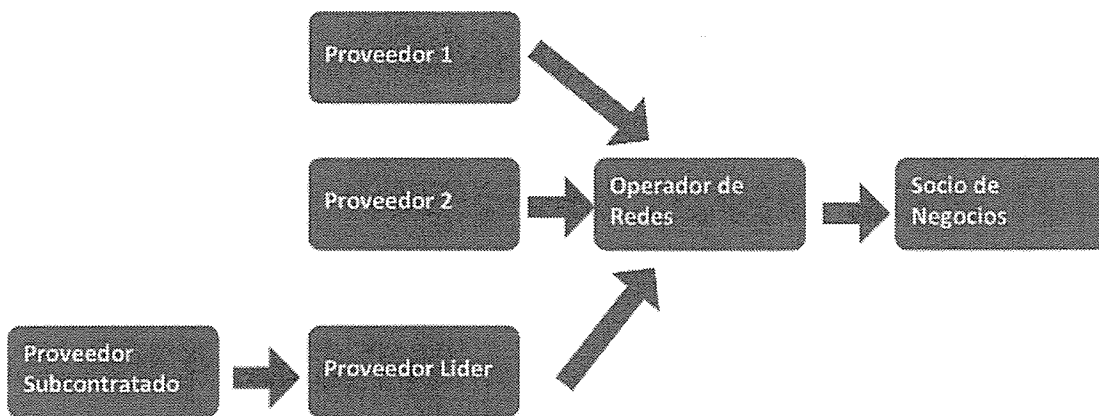 Proveedor 1
Proveedor 2
Operador de
Redes
Socio de
Negocios
Proveedor
Subcontratado
Proveedor Lider